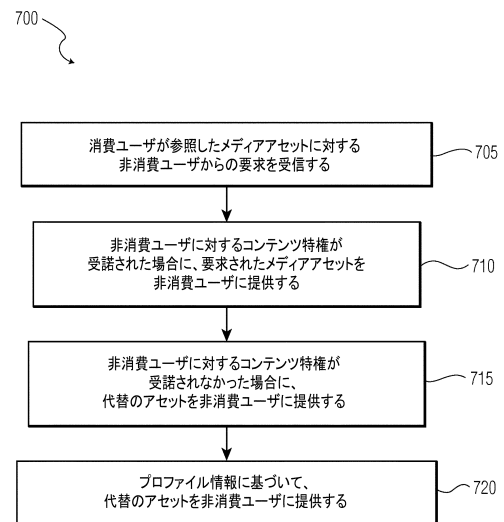 700
消費ユーザが参照したメディアアセットに対する
非消費ユーザからの要求を受信する
705
非消費ユーザに対するコンテンツ特権が
受諾された場合に、要求されたメディアアセットを
非消費ユーザに提供する
710
非消費ユーザに対するコンテンツ特権が
受諾されなかった場合に、
代替のアセットを非消費ユーザに提供する
715
プロファイル情報に基づいて、
代替のアセットを非消費ユーザに提供する
720